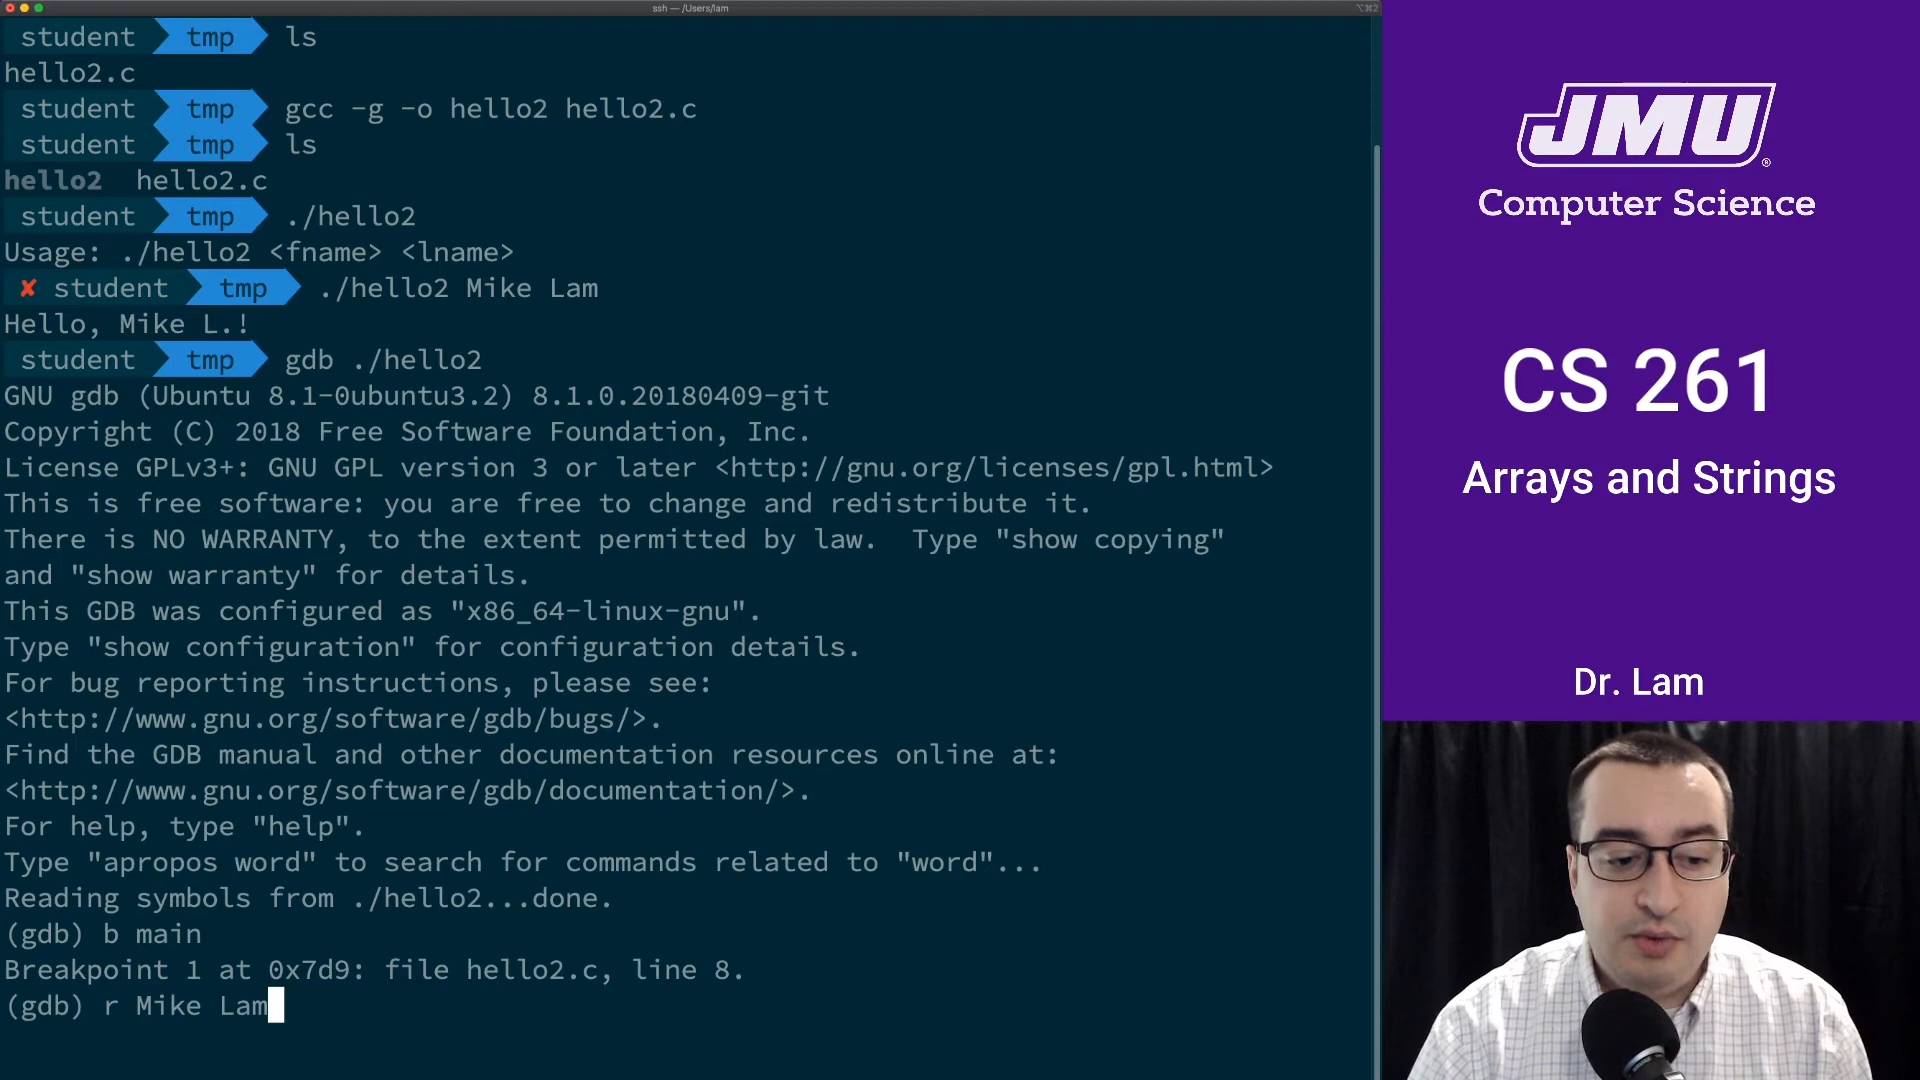 ssh — /Users/lam
⌥⌘2
student tmp ls
hello2.c
student tmp gcc -g -o hello2 hello2.c
student tmp ls
hello2 hello2.c
student tmp ./hello2
Usage: ./hello2 <fname> <lname>
✘ student tmp ./hello2 Mike Lam
Hello, Mike L.!
student tmp gdb ./hello2
GNU gdb (Ubuntu 8.1-0ubuntu3.2) 8.1.0.20180409-git
Copyright (C) 2018 Free Software Foundation, Inc.
License GPLv3+: GNU GPL version 3 or later <http://gnu.org/licenses/gpl.html>
This is free software: you are free to change and redistribute it.
There is NO WARRANTY, to the extent permitted by law.  Type "show copying"
and "show warranty" for details.
This GDB was configured as "x86_64-linux-gnu".
Type "show configuration" for configuration details.
For bug reporting instructions, please see:
<http://www.gnu.org/software/gdb/bugs/>.
Find the GDB manual and other documentation resources online at:
<http://www.gnu.org/software/gdb/documentation/>.
For help, type "help".
Type "apropos word" to search for commands related to "word"...
Reading symbols from ./hello2...done.
(gdb) b main
Breakpoint 1 at 0x7d9: file hello2.c, line 8.
(gdb) r Mike Lam
JMU®
Computer Science
CS 261
Arrays and Strings
Dr. Lam